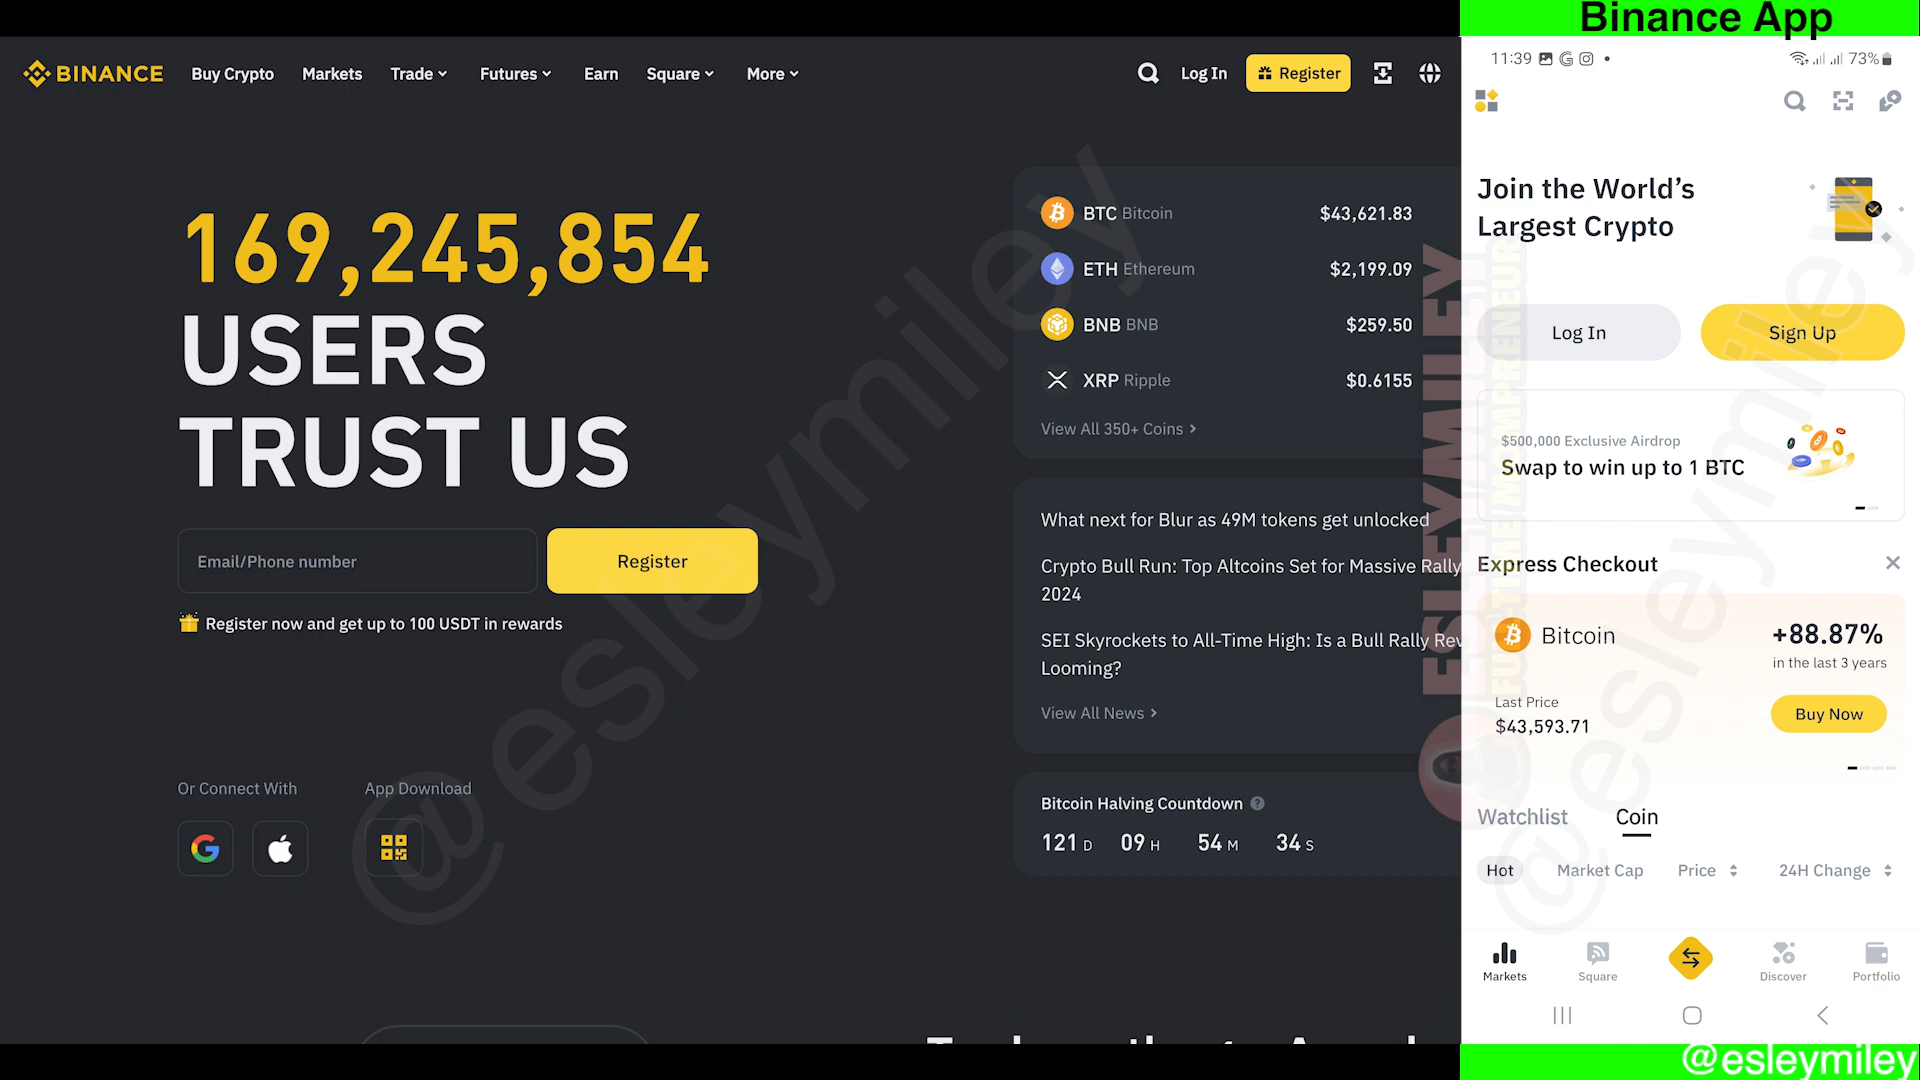 BINANCE
Buy Crypto
Markets
Trade
Futures
Earn
Square
More
Log In
Register
169,245,854
USERS
TRUST US
Email/Phone number
Register
Register now and get up to 100 USDT in rewards
Or Connect With
App Download
BTC Bitcoin $43,621.83
ETH Ethereum $2,199.09
BNB BNB $259.50
XRP Ripple $0.6155
View All 350+ Coins
What next for Blur as 49M tokens get unlocked
Crypto Bull Run: Top Altcoins Set for Massive Rally
2024
SEI Skyrockets to All-Time High: Is a Bull Rally Rev
Looming?
View All News
Bitcoin Halving Countdown
121 D 09 H 54 M 34 S
@esleymiley
ESLEYMILEY
Binance App
11:39
73%
Join the World's
Largest Crypto
Log In
Sign Up
$500,000 Exclusive Airdrop
Swap to win up to 1 BTC
Express Checkout
Bitcoin
+88.87%
in the last 3 years
Last Price
$43,593.71
Buy Now
Watchlist
Coin
Hot
Market Cap
Price
24H Change
Markets
Square
Discover
Portfolio
@esleymiley
@esleymiley